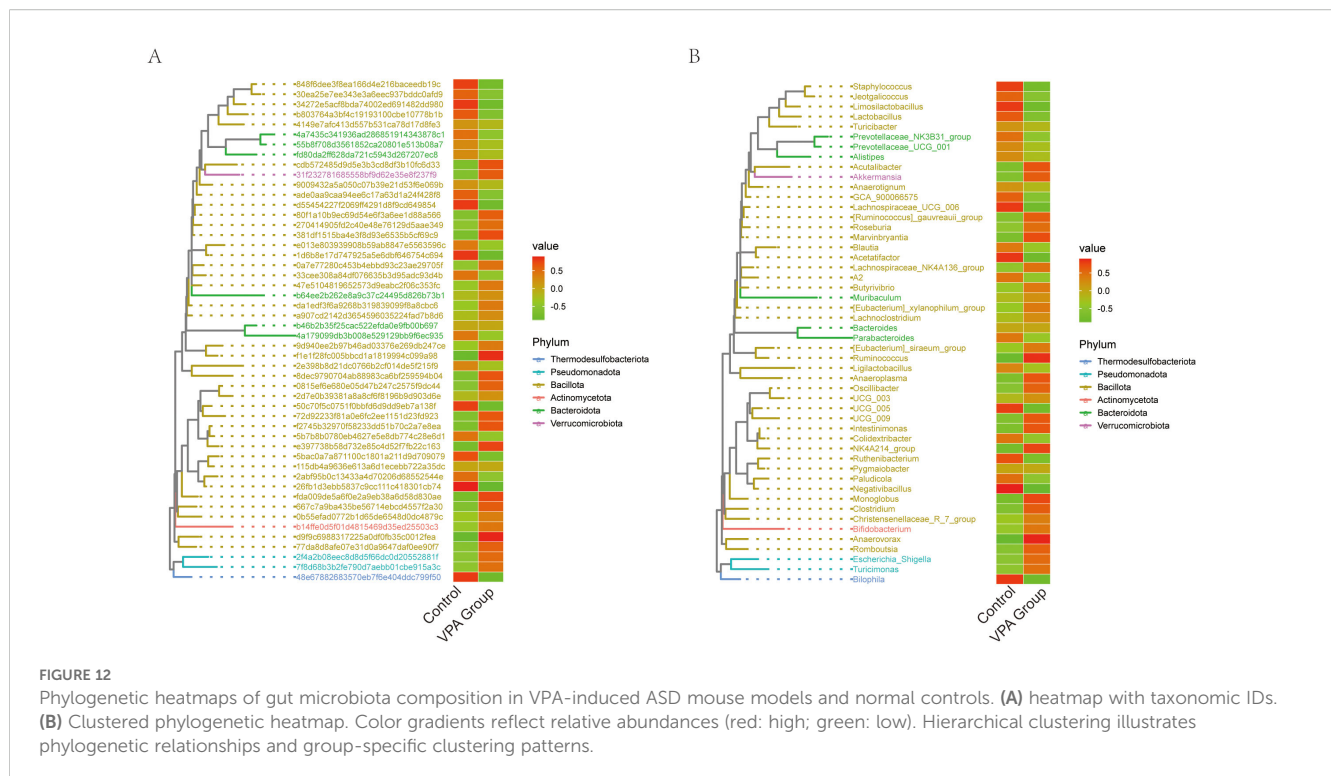 A
848f6dee3f8ea166d4e216baceedb19c
30ea25e7ee343e3a6eec937bddc0afd9
34272e5acf8bda74002ed691482dd980
b803764a3bf4c19193100cbe10778b1b
4149e7afc413d557b531ca78d17d8fe3
4a7435c341936ad286851914343878c1
55b8f708d3561852ca20801e513b08a7
fd80da2ff628da721c5943d267207ec8
cdb572485d9d5e3b3cd8df3b10fc6d33
31f232781685558bf9d62e35e8f237f9
9009432a5a050c07b39e21d53f6e069b
ade0aa9caa94ee6c17a63d1a24f428f8
d55454227f2069ff4291d8f9cd649854
80f1a10b9ec69d54e6f3a6ee1d88a566
270414905fd2c40e48e76129d5aae349
381df1515ba4e3f8d93e6535b5cf69c9
e013e803939908b59ab8847e5563596c
1d8b8e17d747925a5e6dbf646754c694
0a7e77280c453b4ebbd93c23ae29705f
33cee308a84df076635b3d95adc93d4b
47e5104819652573d9eabc2f06c353fc
b64ee2b262e8a9c37c24495d826b73b1
da1edf3f6a9268b319839099f8a8cbc6
a907cd2142d3654596035224fad7b8d6
b46b2b35f25cac522efda0e9fb00b697
4a179099db3b008e529129bb9f6ec935
9d940ee2b97b46ad03376e269db247ce
f1e1f28fc005bbcd1a1819994c099a98
2e398b8d21dc0766b2cf014de5f215f9
8dec9790704ab88983ca6bf259594b04
0815ef6e680e05d47b247c2575f9dc44
2d7e0b39381a8a8cf6f8196b9d903d6e
50c70f5c0751f0bbfd6d9dd9eb7a138f
72d92233f81a0e6fc2ee1151d23fd923
f2745b32970f58233dd51b70c2a7e8ea
5b7b8b0780eb4627e5e8db774c28e6d1
e397738b58d732e85c4d52f7fb22c163
5bac0a7a871100c1801a211d9d709079
115db4a9636e613a6d1ecebb722a35dc
2abf95b0c13433a4d70206d68552544e
26fb1d3ebb5837c9cc111c418301cb74
fda009de5a6f0e2a9eb38a6d58d830ae
667c7a9ba435be56714ebcd4557f2a30
0b55efad0772b1d65de6548d0dc4879c
b14ffe0d5f01d4815469d35ed25503c3
d9f9c6988317225a0df0fb35c0012fea
77da8d8afe07e31d0a9647daf0ee90f7
2f4a2b08eec8d8d5f66dc0d20552881f
7f8d68b3b2fe790d7aebb01cbe915a3c
48e67882683570eb7f6e404ddc799f50
Control
VPA Group
value
0.5
0.0
-0.5
Phylum
Thermodesulfobacteriota
Pseudomonadota
Bacillota
Actinomycetota
Bacteroidota
Verrucomicrobiota
B
Staphylococcus
Jeotgalicoccus
Limosilactobacillus
Lactobacillus
Turicibacter
Prevotellaceae_NK3B31_group
Prevotellaceae_UCG_001
Alistipes
Acutalibacter
Akkermansia
Anaerotignum
GCA_900066575
Lachnospiraceae_UCG_006
[Ruminococcus]_gauvreauii_group
Roseburia
Marvinbryantia
Blautia
Acetatifactor
Lachnospiraceae_NK4A136_group
A2
Butyrivibrio
Muribaculum
[Eubacterium]_xylanophilum_group
Lachnoclostridium
Bacteroides
Parabacteroides
[Eubacterium]_siraeum_group
Ruminococcus
Ligilactobacillus
Anaeroplasma
Oscillibacter
UCG_003
UCG_005
UCG_009
Intestinimonas
Colidextribacter
NK4A214_group
Ruthenibacterium
Pygmaiobacter
Paludicola
Negativibacillus
Monoglobus
Clostridium
Christensenellaceae_R_7_group
Bifidobacterium
Anaerovorax
Romboutsia
Escherichia_Shigella
Turicimonas
Bilophila
Control
VPA Group
value
0.5
0.0
-0.5
Phylum
Thermodesulfobacteriota
Pseudomonadota
Bacillota
Actinomycetota
Bacteroidota
Verrucomicrobiota
FIGURE 12
Phylogenetic heatmaps of gut microbiota composition in VPA-induced ASD mouse models and normal controls. (A) heatmap with taxonomic IDs.
(B) Clustered phylogenetic heatmap. Color gradients reflect relative abundances (red: high; green: low). Hierarchical clustering illustrates
phylogenetic relationships and group-specific clustering patterns.